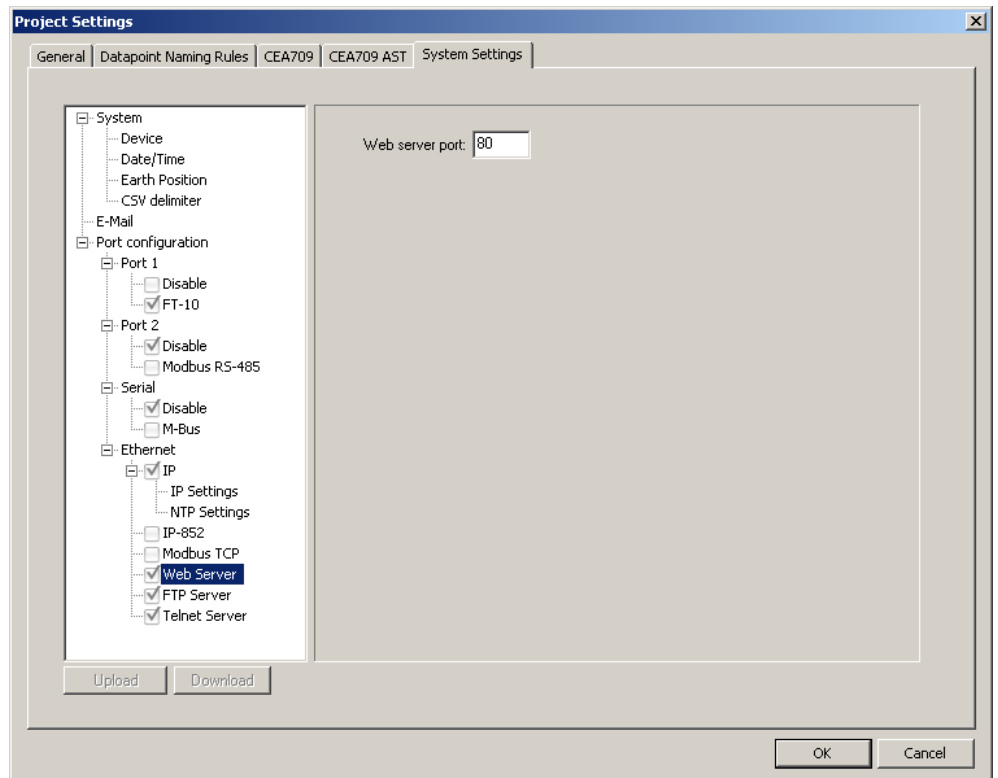 Project Settings
General Datapoint Naming Rules CEA709 CEA709 AST System Settings
System
Device
Date/Time
Earth Position
CSV delimiter
E-Mail
Port configuration
Port 1
Disable
FT-10
Port 2
Disable
Modbus RS-485
Serial
Disable
M-Bus
Ethernet
IP
IP Settings
NTP Settings
IP-852
Modbus TCP
Web Server
FTP Server
Telnet Server
Web server port: 80
Upload Download
OK Cancel